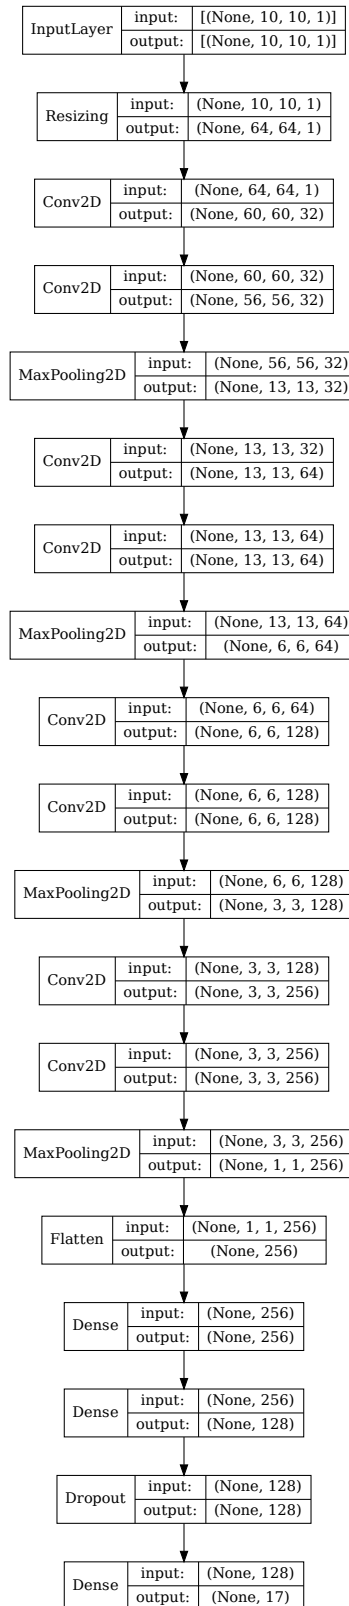 InputLayer input: [(None, 10, 10, 1)]
output: [(None, 10, 10, 1)]
Resizing input: (None, 10, 10, 1)
output: (None, 64, 64, 1)
Conv2D input: (None, 64, 64, 1)
output: (None, 60, 60, 32)
Conv2D input: (None, 60, 60, 32)
output: (None, 56, 56, 32)
MaxPooling2D input: (None, 56, 56, 32)
output: (None, 13, 13, 32)
Conv2D input: (None, 13, 13, 32)
output: (None, 13, 13, 64)
Conv2D input: (None, 13, 13, 64)
output: (None, 13, 13, 64)
MaxPooling2D input: (None, 13, 13, 64)
output: (None, 6, 6, 64)
Conv2D input: (None, 6, 6, 64)
output: (None, 6, 6, 128)
Conv2D input: (None, 6, 6, 128)
output: (None, 6, 6, 128)
MaxPooling2D input: (None, 6, 6, 128)
output: (None, 3, 3, 128)
Conv2D input: (None, 3, 3, 128)
output: (None, 3, 3, 256)
Conv2D input: (None, 3, 3, 256)
output: (None, 3, 3, 256)
MaxPooling2D input: (None, 3, 3, 256)
output: (None, 1, 1, 256)
Flatten input: (None, 1, 1, 256)
output: (None, 256)
Dense input: (None, 256)
output: (None, 256)
Dense input: (None, 256)
output: (None, 128)
Dropout input: (None, 128)
output: (None, 128)
Dense input: (None, 128)
output: (None, 17)